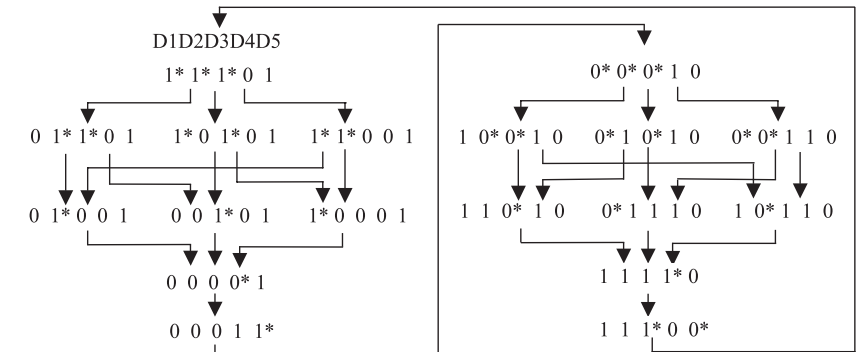 D1D2D3D4D5
1* 1* 1* 0 1
0* 0* 0* 1 0
0 1* 1* 0 1
1* 0 1* 0 1
1* 1* 0 0 1
1 0* 0* 1 0
0* 1 0* 1 0
0* 0* 1 1 0
0 1* 0 0 1
0 0 1* 0 1
1* 0 0 0 1
1 1 0* 1 0
0* 1 1 1 0
1 0* 1 1 0
0 0 0 0* 1
1 1 1 1* 0
0 0 0 1 1*
1 1 1* 0 0*